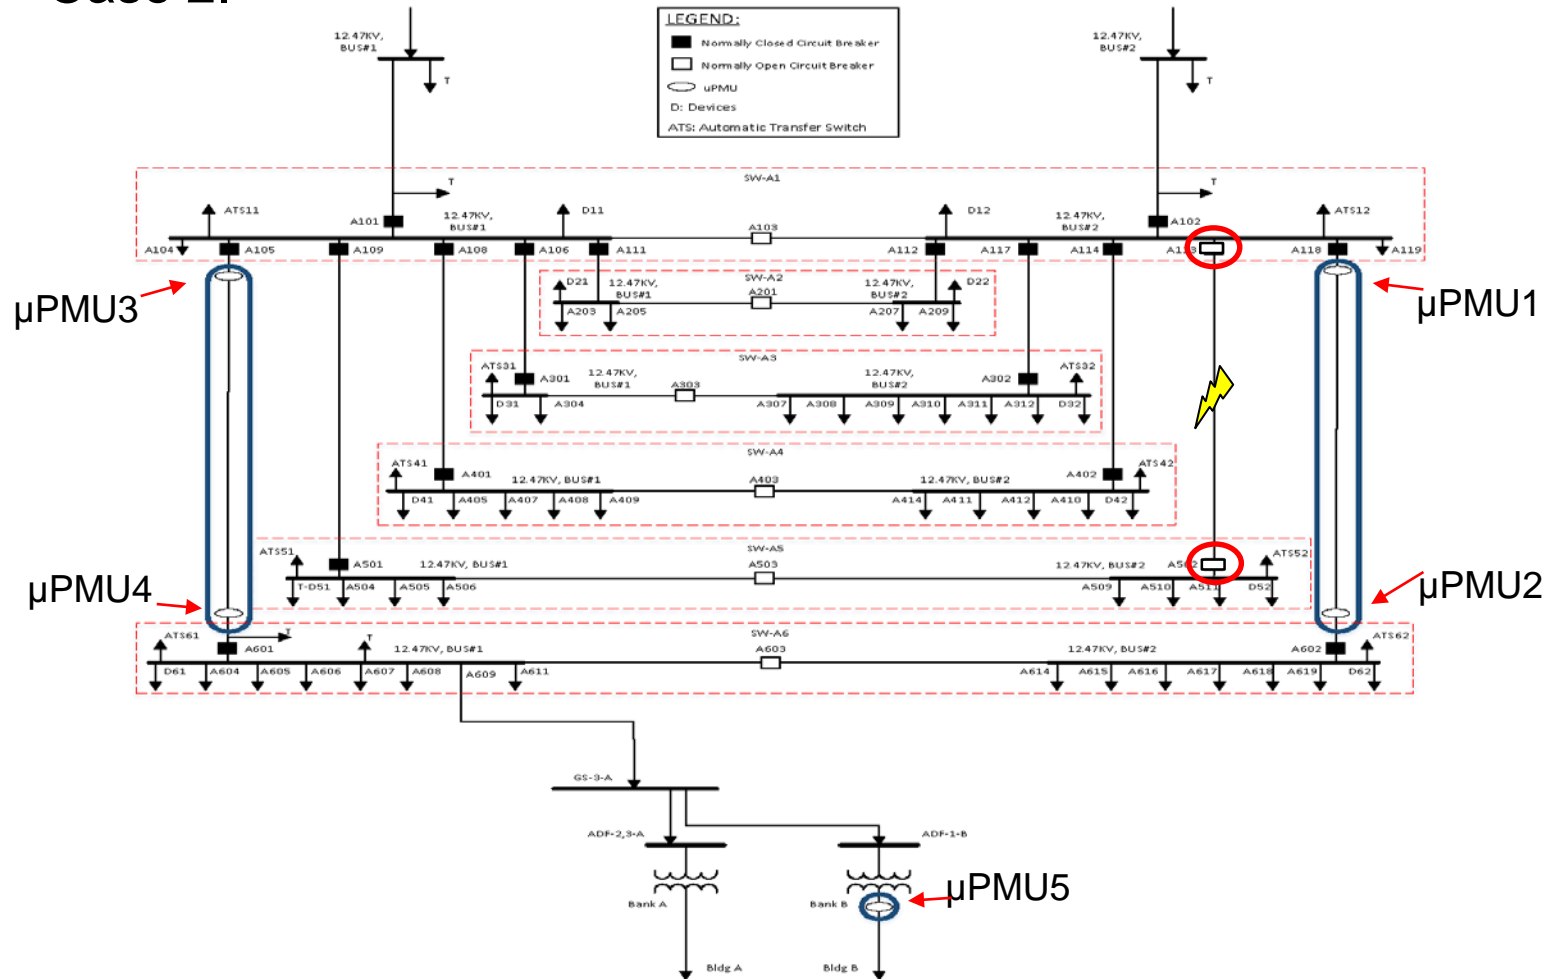 12.47KV,
BUS#1
T
LEGEND:
Normally Closed Circuit Breaker
Normally Open Circuit Breaker
uPMU
D: Devices
ATS: Automatic Transfer Switch
12.47KV,
BUS#2
T
SW-A1
T
T
ATS11
A101
12.47KV,
BUS#1
D11
A103
D12
12.47KV,
BUS#2
A102
ATS12
A104
A105
A109
A108
A106
A111
A112
A117
A114
A118
A119
µPMU3
µPMU1
SW-A2
D21
12.47KV,
BUS#1
A201
12.47KV,
BUS#2
D22
A203
A205
A207
A209
SW-A3
ATS31
A301
12.47KV,
BUS#1
A303
12.47KV,
BUS#2
A302
ATS32
D31
A304
A307
A308
A309
A310
A311
A312
D32
SW-A4
ATS41
A401
12.47KV, BUS#1
A403
12.47KV, BUS#2
A402
ATS42
D41
A405
A407
A408
A409
A414
A411
A412
A410
D42
SW-A5
ATS51
A501
12.47KV, BUS#1
A503
12.47KV, BUS#2
ATS52
T-D51
A504
A505
A506
A509
A510
A511
D52
µPMU4
µPMU2
SW-A6
ATS61
A601
T
T
12.47KV, BUS#1
A603
12.47KV, BUS#2
A602
ATS62
D61
A604
A605
A606
A607
A608
A609
A611
A614
A615
A616
A617
A618
A619
D62
GS-3-A
ADF-2,3-A
ADF-1-B
Bank A
Bank B
µPMU5
Bldg A
Bldg B